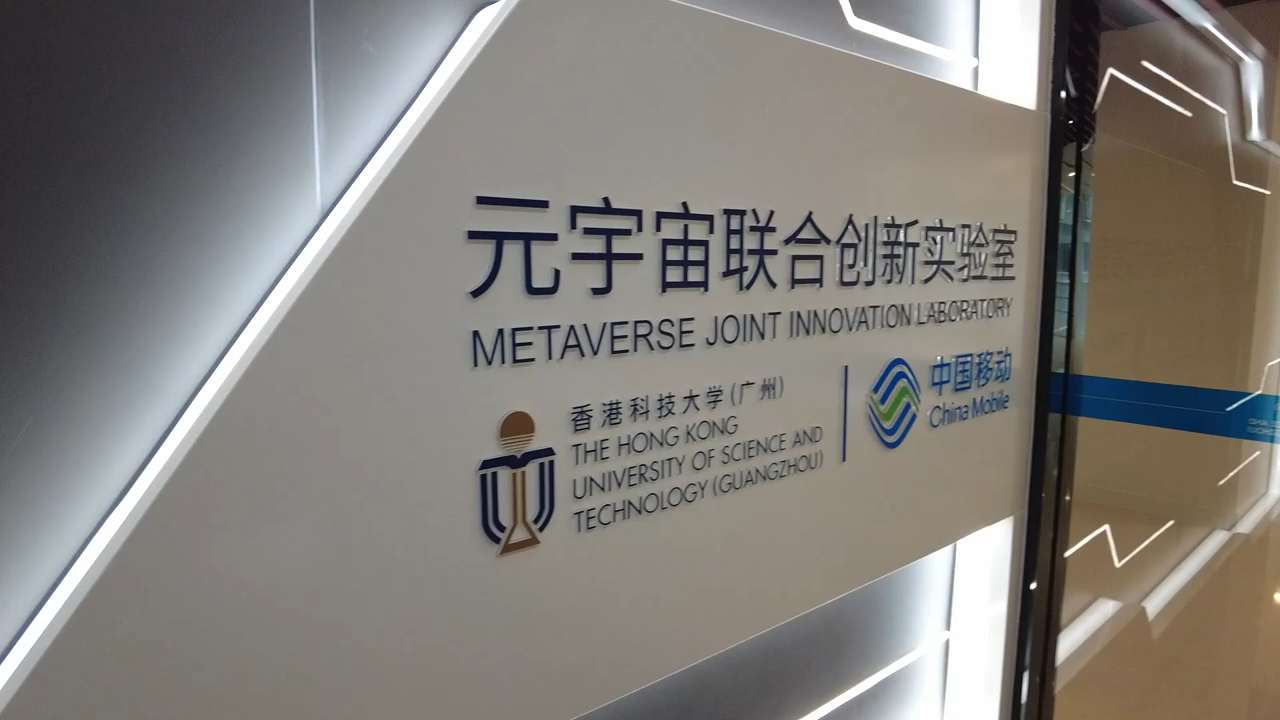 元宇宙联合创新实验室
METAVERSE JOINT INNOVATION LABORATORY
香港科技大学(广州)
THE HONG KONG
UNIVERSITY OF SCIENCE AND
TECHNOLOGY (GUANGZHOU)
中国移动
China Mobile